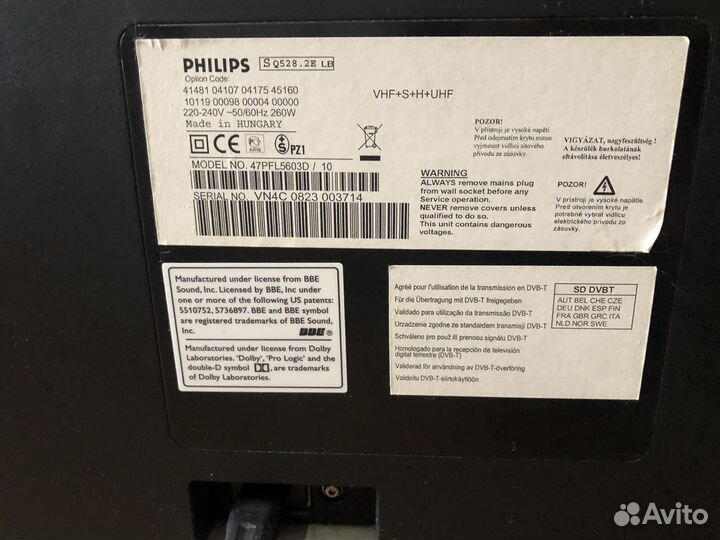 PHILIPS SQ528.2E LB
Option Code:
41481 04107 04175 45160
10119 00098 00004 00000
220-240V ~50/60Hz 260W
Made in HUNGARY
VHF+S+H+UHF
CE PZ1
MODEL NO. 47PFL5603D / 10
SERIAL NO. VN4C 0823 003714
POZOR!
V přístroji je vysoké napětí.
Před odejmutím krytu nutno
vyjmount vidlici síťového
přívodu ze zásuvky.
VIGYÁZAT, nagyfeszültség !
A készülék burkolatának
eltávolítása életveszélyes!
WARNING
ALWAYS remove mains plug
from wall socket before any
Service operation.
NEVER remove covers unless
qualified to do so.
This unit contains dangerous
voltages.
POZOR!
V prístroji je vysoké napätie.
Pred otvorením krytu je
potrebné vybrat vidlicu
elektrického prívodu zo
zásuvky.
Manufactured under license from BBE
Sound, Inc. Licensed by BBE, Inc under
one or more of the following US patents:
5510752, 5736897. BBE and BBE symbol
are registered trademarks of BBE Sound,
Inc. BBE®
Manufactured under license from Dolby
Laboratories. 'Dolby', 'Pro Logic' and the
double-D symbol are trademarks
of Dolby Laboratories.
Agréé pour l'utilisation de la transmission en DVB-T
Für die Übertragung mit DVB-T freigegeben
Validado para utilização da transmissão DVB-T
Urzadzenie zgodne ze standardem transmisji DVB-T
Schváleno pro použití prenosu signálu DVB-T
Homologado para la recepción de televisión
digital terrestre (DVB-T)
Validerad för användning av DVB-T-överföring
Validoitu DVB-T-siirtokäyttöön
SD DVBT
AUT BEL CHE CZE
DEU DNK ESP FIN
FRA GBR GRC ITA
NLD NOR SWE
Avito